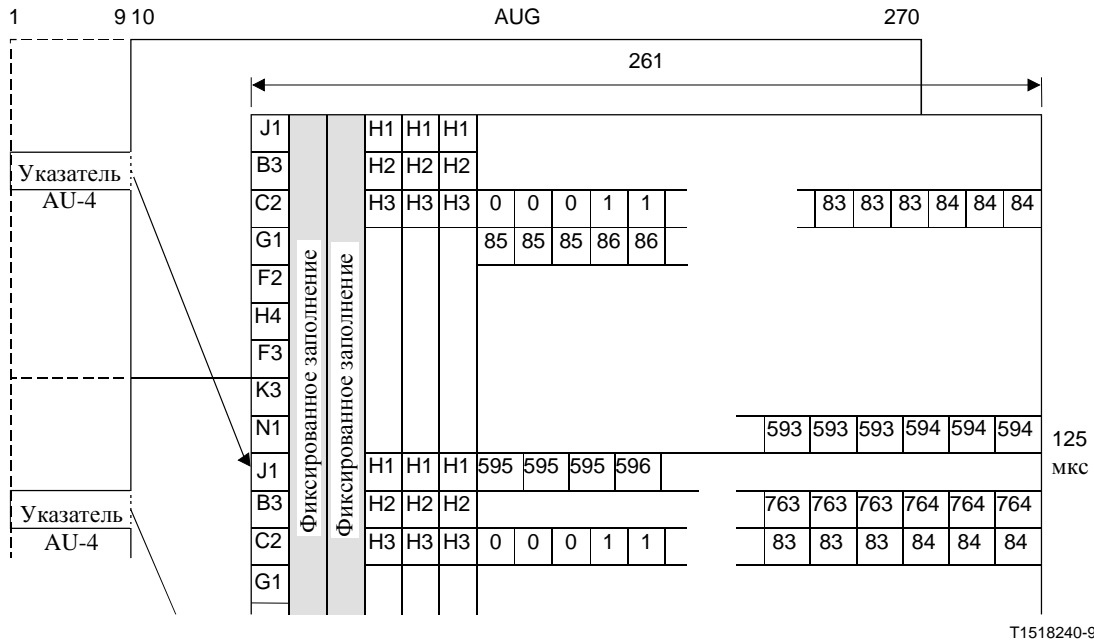 1 9 10 AUG 270
261
J1 H1 H1 H1
B3 H2 H2 H2
Указатель
AU-4
C2 H3 H3 H3 0 0 0 1 1 83 83 83 84 84 84
G1 85 85 85 86 86
F2
H4
F3
K3
Фиксированное заполнение
Фиксированное заполнение
N1 593 593 593 594 594 594
125
мкс
J1 H1 H1 H1 595 595 595 596
B3 H2 H2 H2 763 763 763 764 764 764
Указатель
AU-4
C2 H3 H3 H3 0 0 0 1 1 83 83 83 84 84 84
G1